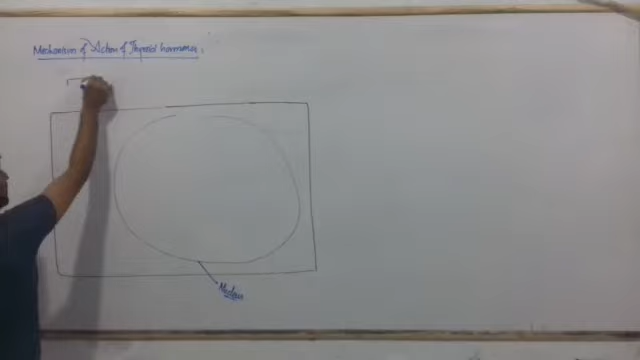 Mechanism of Action of Thyroid hormones.
Nucleus